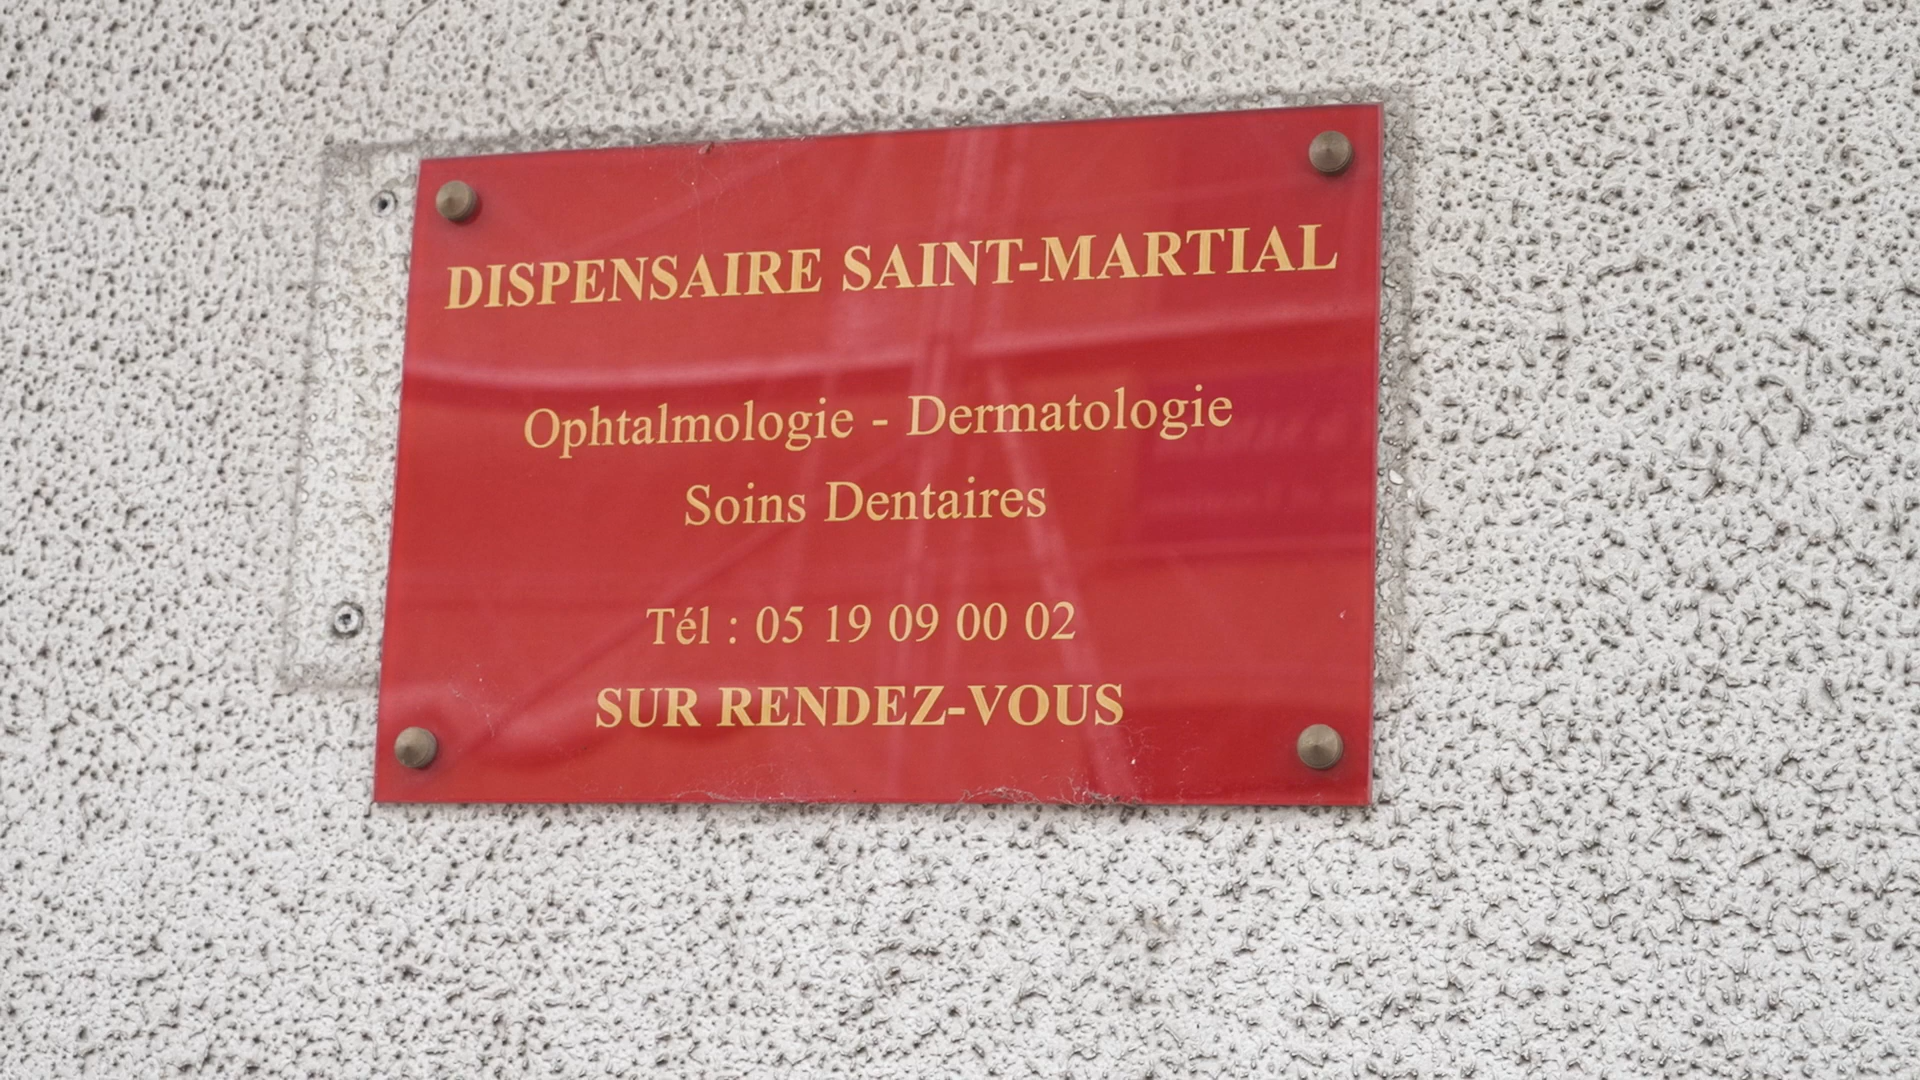 DISPENSAIRE SAINT-MARTIAL
Ophtalmologie - Dermatologie
Soins Dentaires
Tél : 05 19 09 00 02
SUR RENDEZ-VOUS